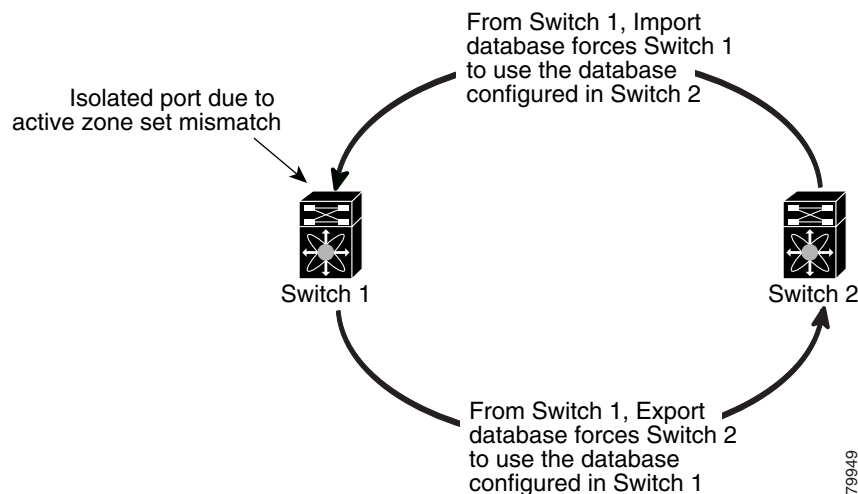 From Switch 1, Import
database forces Switch 1
to use the database
configured in Switch 2
Isolated port due to
active zone set mismatch
Switch 1
Switch 2
From Switch 1, Export
database forces Switch 2
to use the database
configured in Switch 1
79949